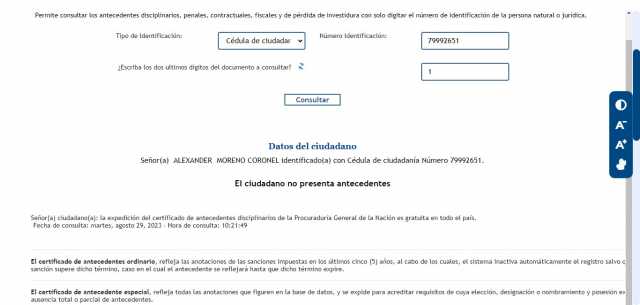 Permite consultar los antecedentes disciplinarios, penales, contractuales, fiscales y de pérdida de investidura con solo digitar el número de identificación de la persona natural o jurídica.
Tipo de Identificación: Cédula de ciudadar Número Identificación: 79992651
¿Escriba los dos ultimos digitos del documento a consultar? 1
Consultar
A-
A+
Datos del ciudadano
Señor(a) ALEXANDER MORENO CORONEL identificado(a) con Cédula de ciudadanía Número 79992651.
El ciudadano no presenta antecedentes
Señor(a) ciudadano(a): la expedición del certificado de antecedentes disciplinarios de la Procuraduría General de la Nación es gratuita en todo el país.
Fecha de consulta: martes, agosto 29, 2023 - Hora de consulta: 10:21:49
El certificado de antecedentes ordinario, refleja las anotaciones de las sanciones impuestas en los últimos cinco (5) años, al cabo de los cuales, el sistema inactiva automáticamente el registro salvo
sanción supere dicho término, caso en el cual el antecedente se reflejará hasta que dicho término expire.
El certificado de antecedente especial, refleja todas las anotaciones que figuren en la base de datos, y se expide para acreditar requisitos de cuya elección, designación o nombramiento y posesión
ausencia total o parcial de antecedentes.